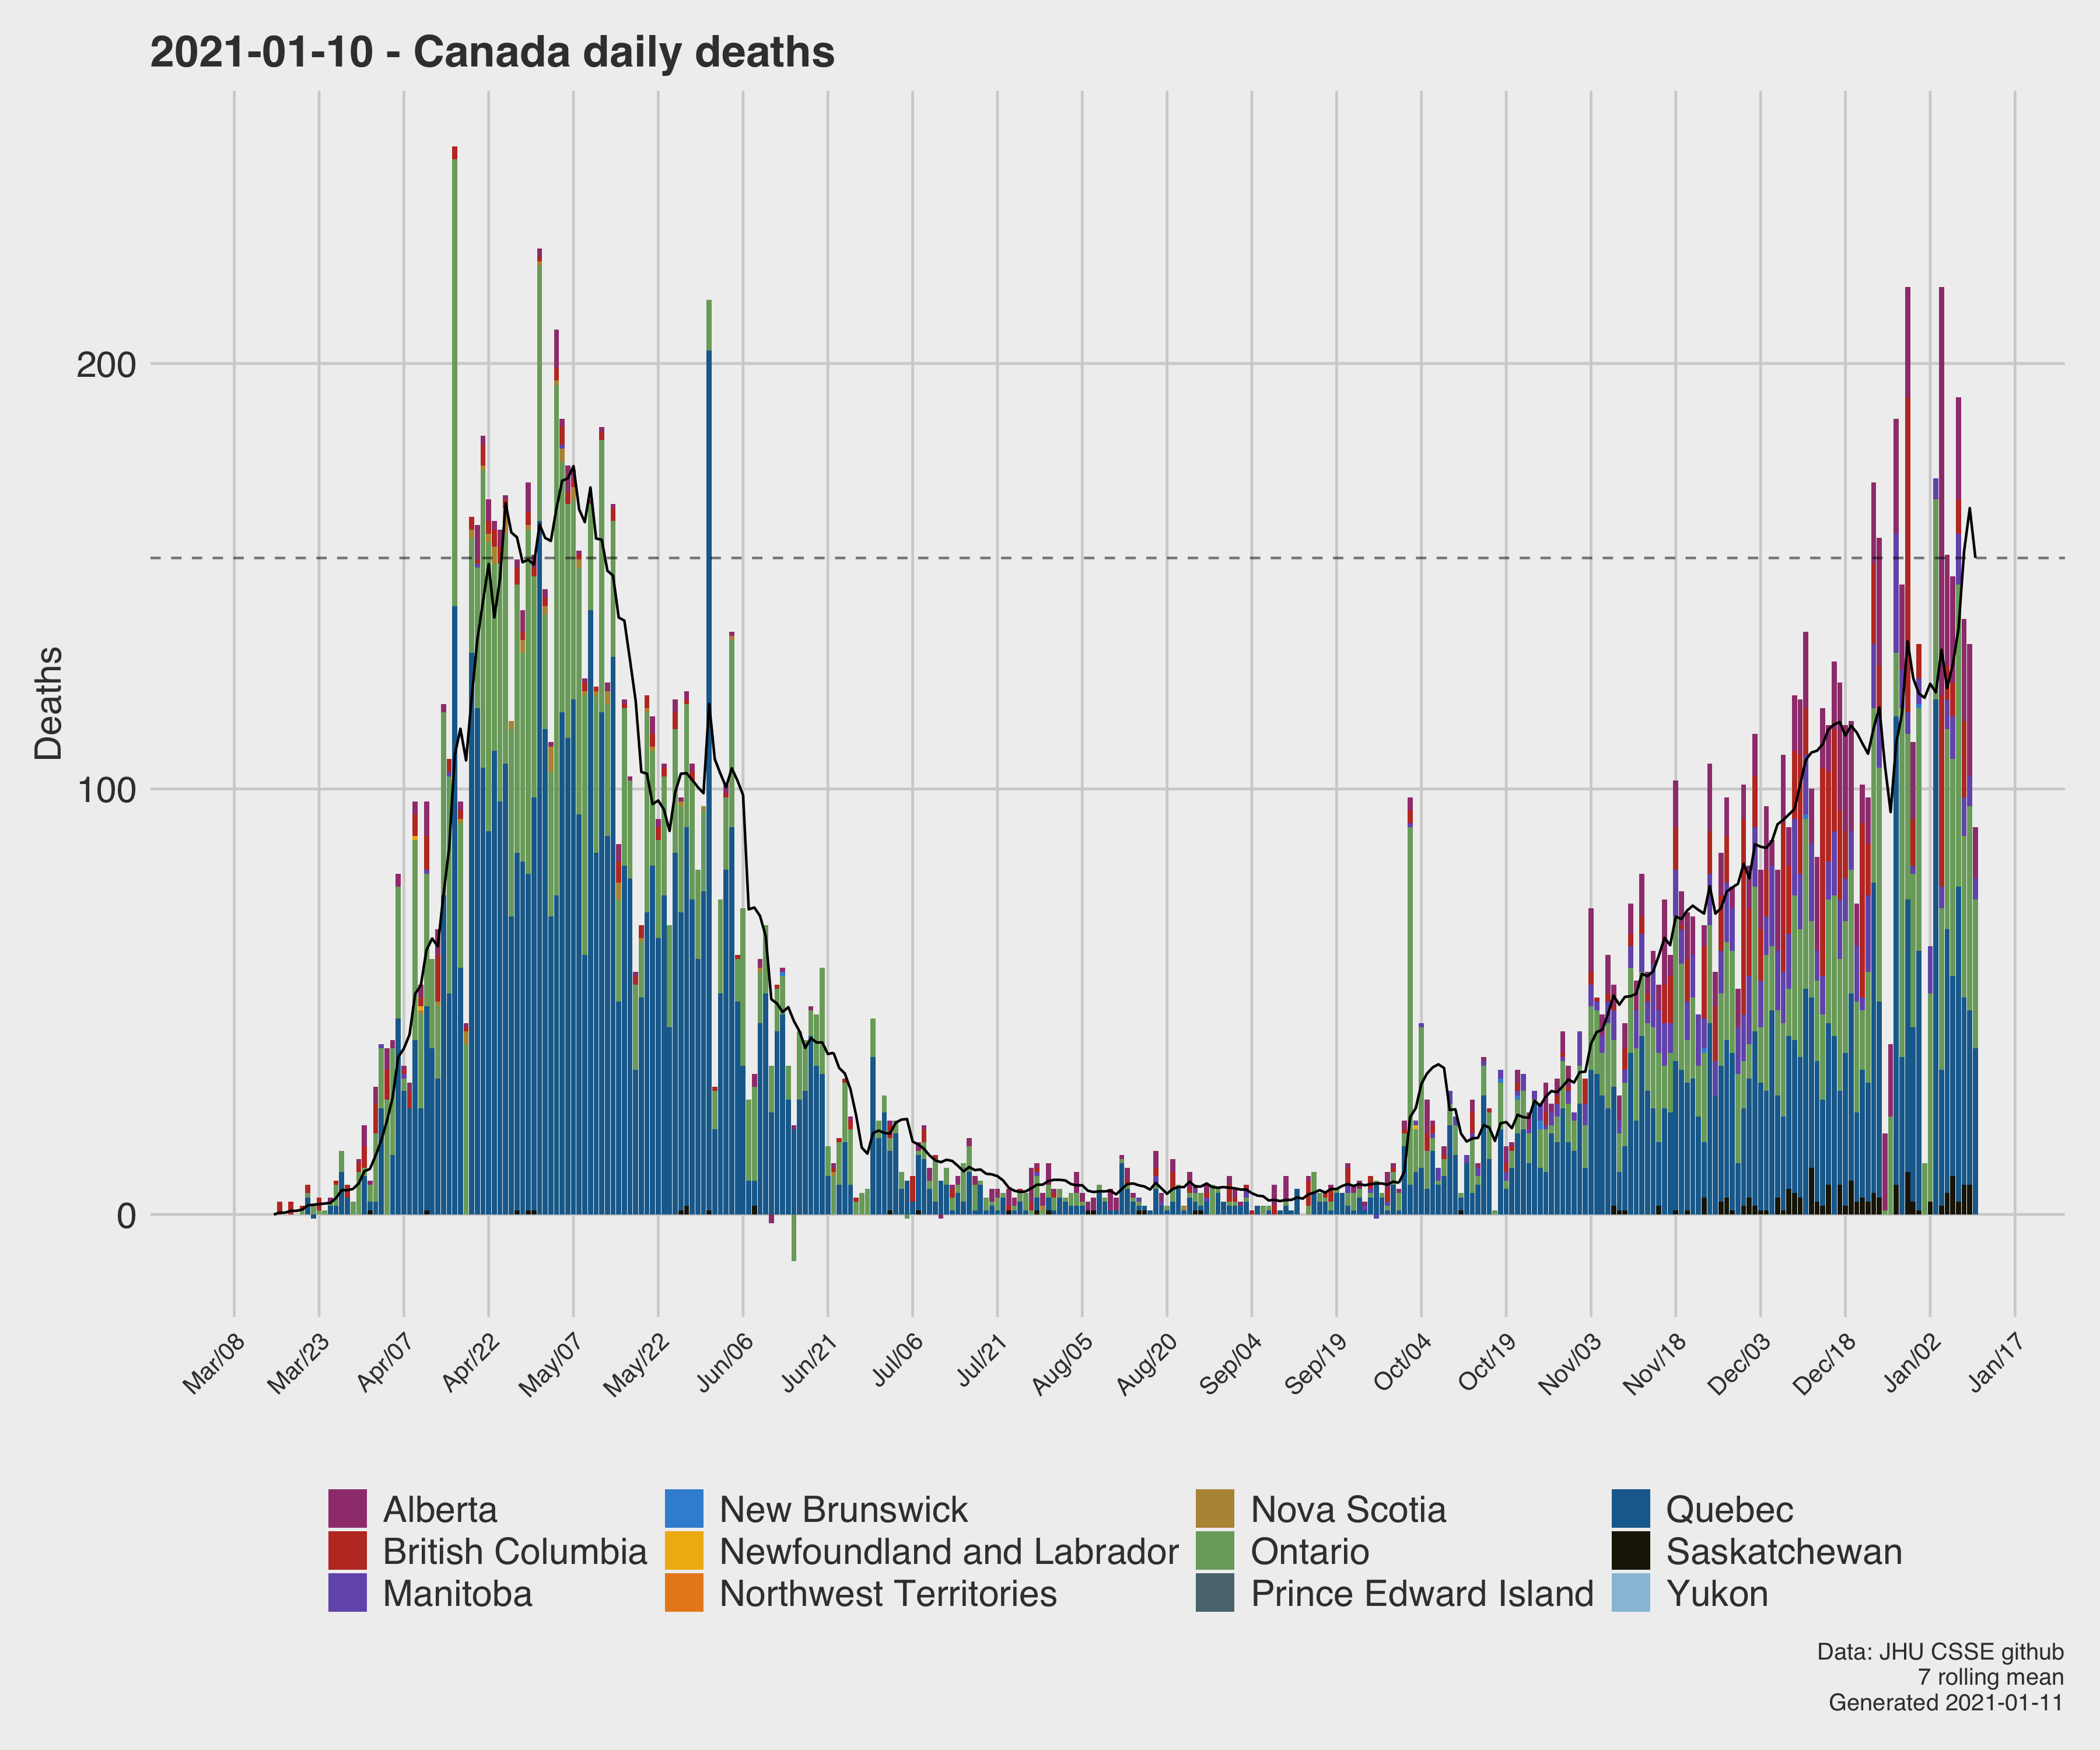 2021-01-10 - Canada daily deaths
Deaths
200
100
0
Mar/08
Mar/23
Apr/07
Apr/22
May/07
May/22
Jun/06
Jun/21
Jul/06
Jul/21
Aug/05
Aug/20
Sep/04
Sep/19
Oct/04
Oct/19
Nov/03
Nov/18
Dec/03
Dec/18
Jan/02
Jan/17
Alberta
British Columbia
Manitoba
New Brunswick
Newfoundland and Labrador
Northwest Territories
Nova Scotia
Ontario
Prince Edward Island
Quebec
Saskatchewan
Yukon
Data: JHU CSSE github
7 rolling mean
Generated 2021-01-11